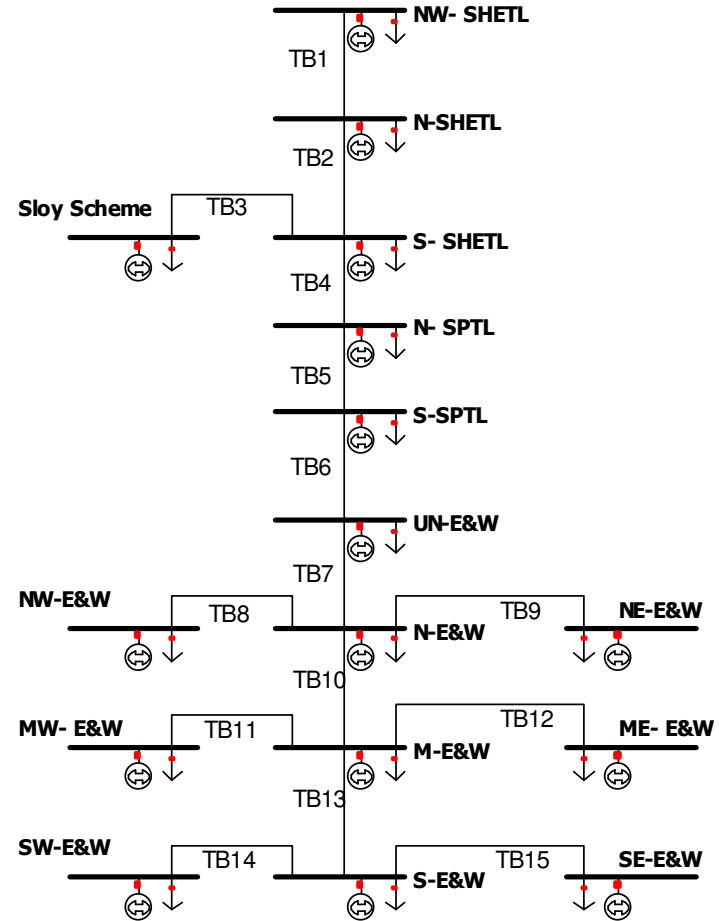 NW- SHETL
TB1
N-SHETL
TB2
Sloy Scheme
TB3
S- SHETL
TB4
N- SPTL
TB5
S-SPTL
TB6
UN-E&W
TB7
NW-E&W
TB8
TB9
NE-E&W
N-E&W
TB10
MW- E&W
TB11
TB12
ME- E&W
M-E&W
TB13
SW-E&W
TB14
TB15
SE-E&W
S-E&W